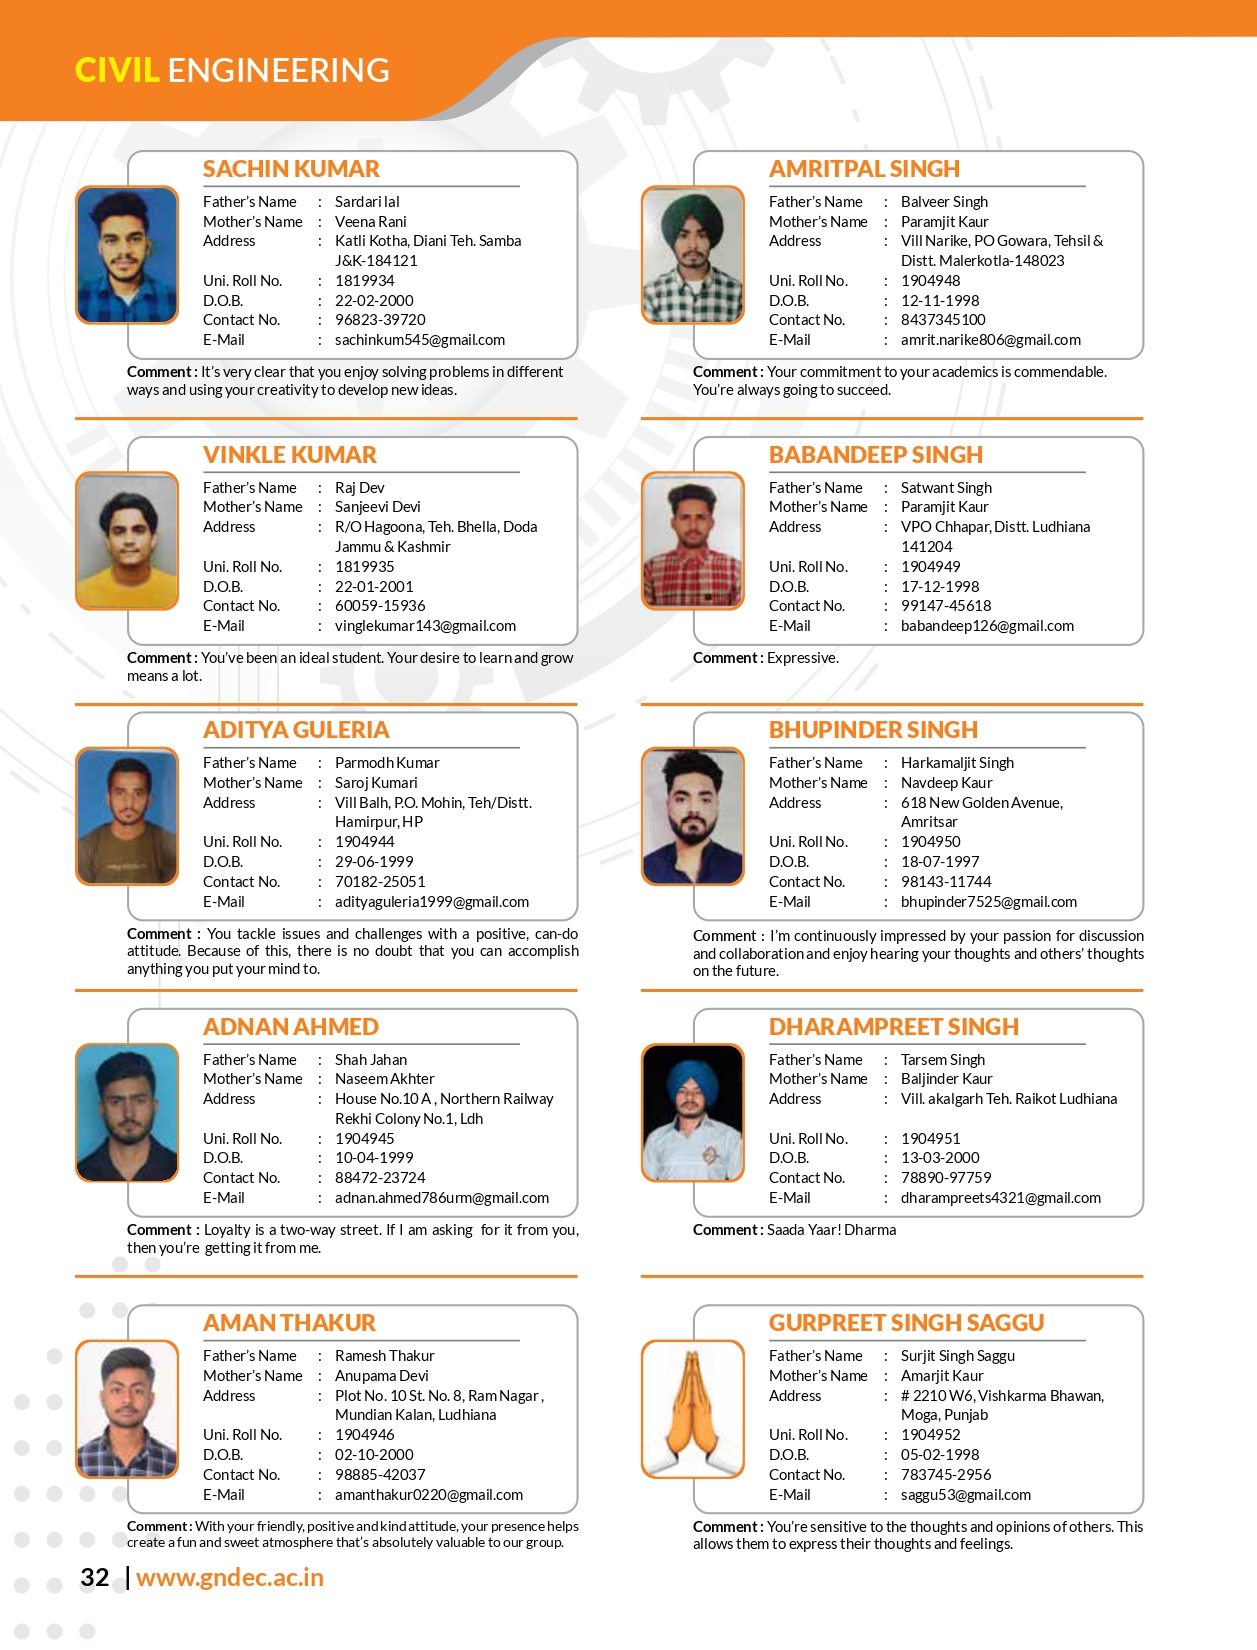 CIVIL ENGINEERING
SACHIN KUMAR
Father's Name : Sardari lal
Mother's Name : Veena Rani
Address : Katli Kotha, Diani Teh. Samba
J&K-184121
Uni. Roll No. : 1819934
D.O.B. : 22-02-2000
Contact No. : 96823-39720
E-Mail : sachinkum545@gmail.com
Comment : It's very clear that you enjoy solving problems in different
ways and using your creativity to develop new ideas.
VINKLE KUMAR
Father's Name : Raj Dev
Mother's Name : Sanjeevi Devi
Address : R/O Hagoona, Teh. Bhella, Doda
Jammu & Kashmir
Uni. Roll No. : 1819935
D.O.B. : 22-01-2001
Contact No. : 60059-15936
E-Mail : vinglekumar143@gmail.com
Comment : You've been an ideal student. Your desire to learn and grow
means a lot.
ADITYA GULERIA
Father's Name : Parmodh Kumar
Mother's Name : Saroj Kumari
Address : Vill Balh, P.O. Mohin, Teh/Distt.
Hamirpur, HP
Uni. Roll No. : 1904944
D.O.B. : 29-06-1999
Contact No. : 70182-25051
E-Mail : adityaguleria1999@gmail.com
Comment : You tackle issues and challenges with a positive, can-do
attitude. Because of this, there is no doubt that you can accomplish
anything you put your mind to.
ADNAN AHMED
Father's Name : Shah Jahan
Mother's Name : Naseem Akhter
Address : House No.10 A , Northern Railway
Rekhi Colony No.1, Ldh
Uni. Roll No. : 1904945
D.O.B. : 10-04-1999
Contact No. : 88472-23724
E-Mail : adnan.ahmed786urm@gmail.com
Comment : Loyalty is a two-way street. If I am asking for it from you,
then you're getting it from me.
AMAN THAKUR
Father's Name : Ramesh Thakur
Mother's Name : Anupama Devi
Address : Plot No. 10 St. No. 8, Ram Nagar ,
Mundian Kalan, Ludhiana
Uni. Roll No. : 1904946
D.O.B. : 02-10-2000
Contact No. : 98885-42037
E-Mail : amanthakur0220@gmail.com
Comment : With your friendly, positive and kind attitude, your presence helps
create a fun and sweet atmosphere that's absolutely valuable to our group.
AMRITPAL SINGH
Father's Name : Balveer Singh
Mother's Name : Paramjit Kaur
Address : Vill Narike, PO Gowara, Tehsil &
Distt. Malerkotla-148023
Uni. Roll No. : 1904948
D.O.B. : 12-11-1998
Contact No. : 8437345100
E-Mail : amrit.narike806@gmail.com
Comment : Your commitment to your academics is commendable.
You're always going to succeed.
BABANDEEP SINGH
Father's Name : Satwant Singh
Mother's Name : Paramjit Kaur
Address : VPO Chhapar, Distt. Ludhiana
141204
Uni. Roll No. : 1904949
D.O.B. : 17-12-1998
Contact No. : 99147-45618
E-Mail : babandeep126@gmail.com
Comment : Expressive.
BHUPINDER SINGH
Father's Name : Harkamaljit Singh
Mother's Name : Navdeep Kaur
Address : 618 New Golden Avenue,
Amritsar
Uni. Roll No. : 1904950
D.O.B. : 18-07-1997
Contact No. : 98143-11744
E-Mail : bhupinder7525@gmail.com
Comment : I'm continuously impressed by your passion for discussion
and collaboration and enjoy hearing your thoughts and others' thoughts
on the future.
DHARAMPREET SINGH
Father's Name : Tarsem Singh
Mother's Name : Baljinder Kaur
Address : Vill. akalgarh Teh. Raikot Ludhiana
Uni. Roll No. : 1904951
D.O.B. : 13-03-2000
Contact No. : 78890-97759
E-Mail : dharampreets4321@gmail.com
Comment : Saada Yaar! Dharma
GURPREET SINGH SAGGU
Father's Name : Surjit Singh Saggu
Mother's Name : Amarjit Kaur
Address : # 2210 W6, Vishkarma Bhawan,
Moga, Punjab
Uni. Roll No. : 1904952
D.O.B. : 05-02-1998
Contact No. : 783745-2956
E-Mail : saggu53@gmail.com
Comment : You're sensitive to the thoughts and opinions of others. This
allows them to express their thoughts and feelings.
32 | www.gndec.ac.in